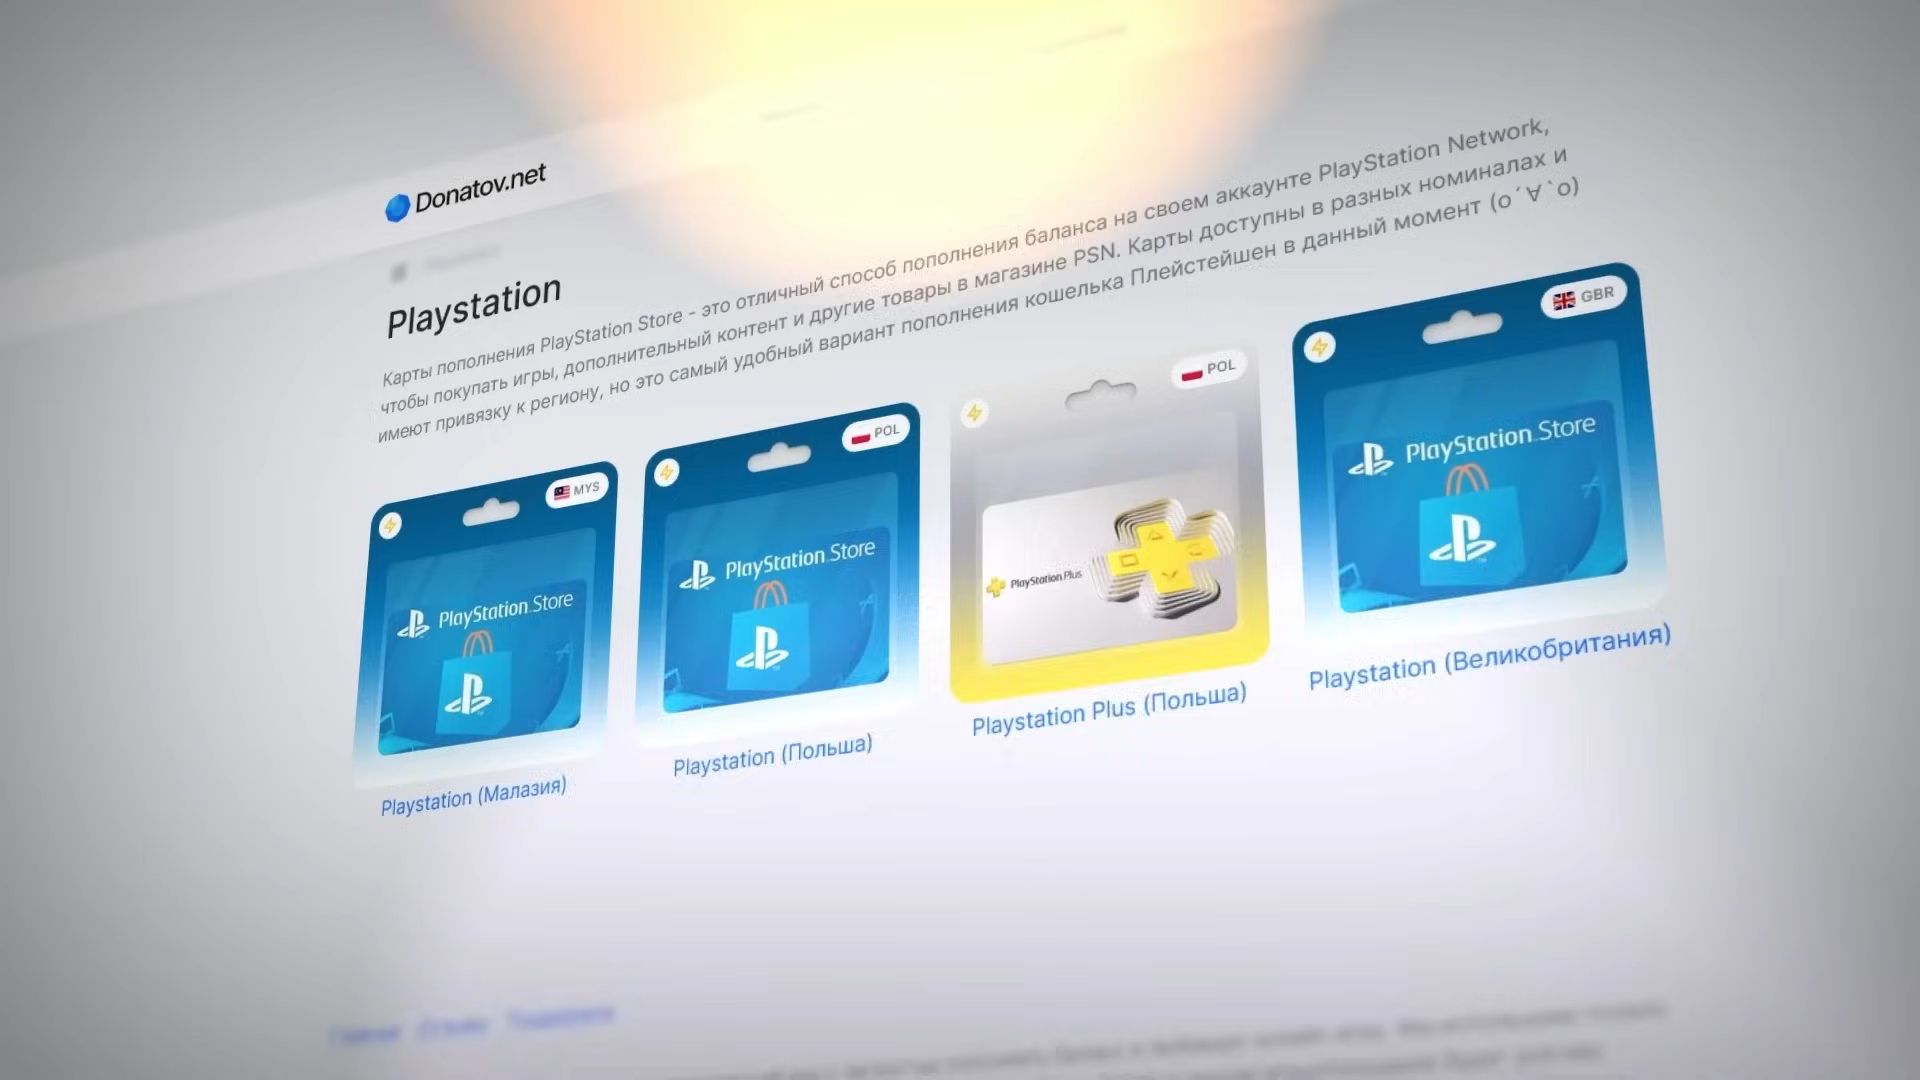 Donatov.net
Playstation
Карты пополнения PlayStation Store - это отличный способ пополнения баланса на своем аккаунте PlayStation Network,
чтобы покупать игры, дополнительный контент и другие товары в магазине PSN. Карты доступны в разных номиналах и
имеют привязку к региону, но это самый удобный вариант пополнения кошелька Плейстейшен в данный момент (o´∀`o)
MYS
PlayStation Store
Playstation (Малазия)
POL
PlayStation Store
Playstation (Польша)
POL
PlayStation Plus
Playstation Plus (Польша)
GBR
PlayStation Store
Playstation (Великобритания)